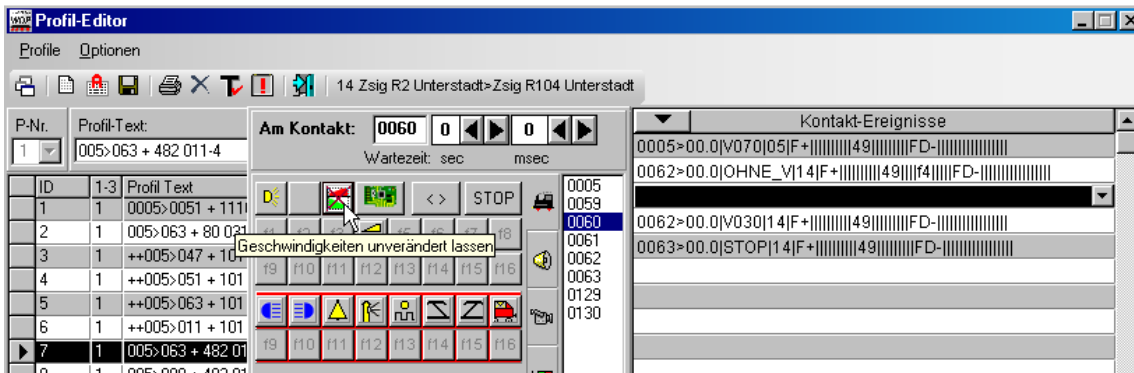 Profil-Editor
Profile Optionen
14 Zsig R2 Unterstadt>Zsig R104 Unterstadt
P-Nr. Profil-Text:
1 005>063 + 482 011-4
Am Kontakt: 0060 0 0
Wartezeit: sec msec
Kontakt-Ereignisse
0005>00.0|V070|05|F+||||||||||49||||||||FD-||||||||||||||||
0062>00.0|OHNE_V|14|F+||||||||||49||||f4|||||FD-||||||||||||||||
0062>00.0|V030|14|F+||||||||||49||||||||FD-||||||||||||||||
0063>00.0|STOP|14|F+||||||||||49||||||||FD-||||||||||||||||
ID 1-3 Profil Text
1 1 0005>0051 + 111
2 1 005>063 + 80 03
3 1 ++005>047 + 101
4 1 ++005>051 + 101
5 1 ++005>063 + 101
6 1 ++005>011 + 101
7 1 005>063 + 482 01
< > STOP
f8
Geschwindigkeiten unverändert lassen
f9 f10 f11 f12 f13 f14 f15 f16
f9 f10 f11 f12 f13 f14 f15 f16
0005
0059
0060
0061
0062
0063
0129
0130